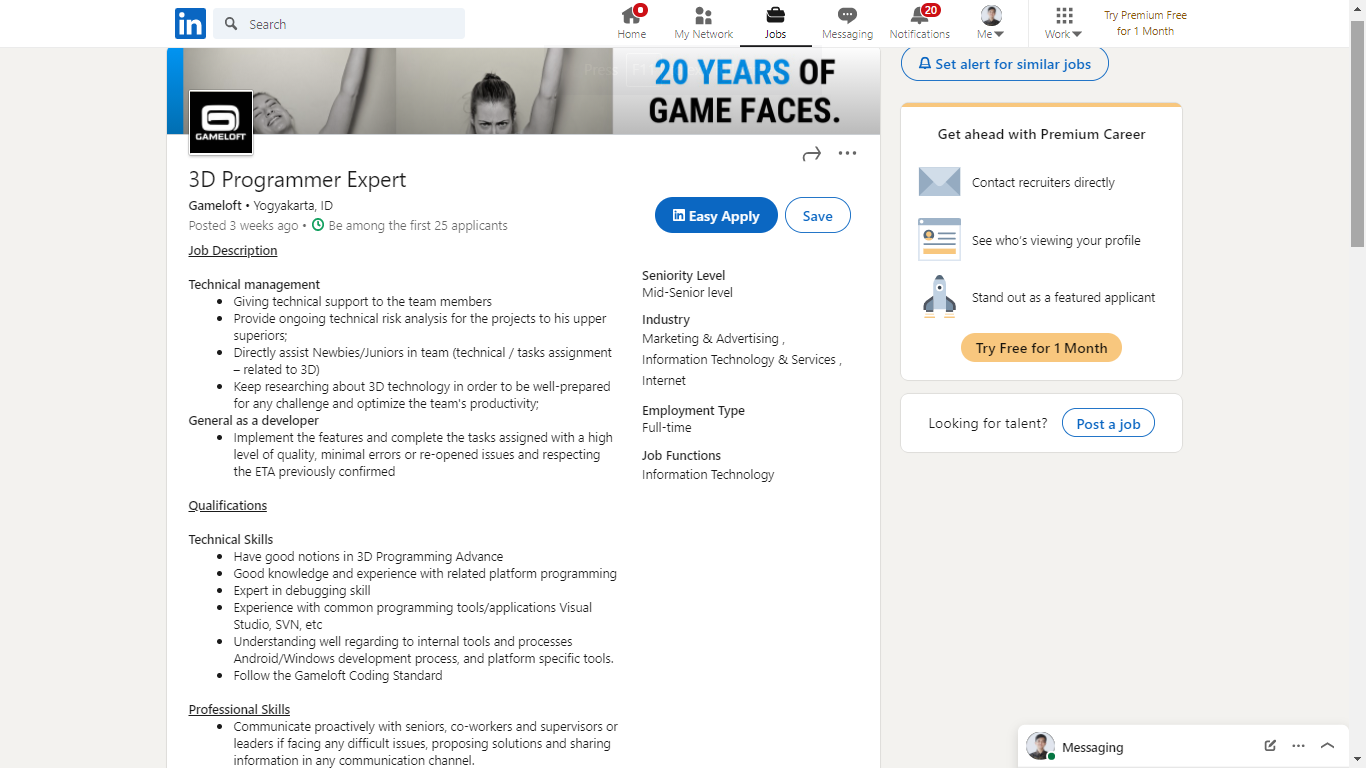 Search
Home
My Network
Jobs
Messaging
20
Notifications
Me
Work
Try Premium Free
for 1 Month
20 YEARS OF
GAME FACES.
GAMELOFT
Set alert for similar jobs
3D Programmer Expert
Gameloft • Yogyakarta, ID
Posted 3 weeks ago • Be among the first 25 applicants
in Easy Apply
Save
Job Description
Technical management
• Giving technical support to the team members
• Provide ongoing technical risk analysis for the projects to his upper
superiors;
• Directly assist Newbies/Juniors in team (technical / tasks assignment
– related to 3D)
• Keep researching about 3D technology in order to be well-prepared
for any challenge and optimize the team's productivity;
General as a developer
• Implement the features and complete the tasks assigned with a high
level of quality, minimal errors or re-opened issues and respecting
the ETA previously confirmed
Qualifications
Technical Skills
• Have good notions in 3D Programming Advance
• Good knowledge and experience with related platform programming
• Expert in debugging skill
• Experience with common programming tools/applications Visual
Studio, SVN, etc
• Understanding well regarding to internal tools and processes
Android/Windows development process, and platform specific tools.
• Follow the Gameloft Coding Standard
Professional Skills
• Communicate proactively with seniors, co-workers and supervisors or
leaders if facing any difficult issues, proposing solutions and sharing
information in any communication channel.
Seniority Level
Mid-Senior level
Industry
Marketing & Advertising ,
Information Technology & Services ,
Internet
Employment Type
Full-time
Job Functions
Information Technology
Get ahead with Premium Career
Contact recruiters directly
See who's viewing your profile
Stand out as a featured applicant
Try Free for 1 Month
Looking for talent?
Post a job
Messaging